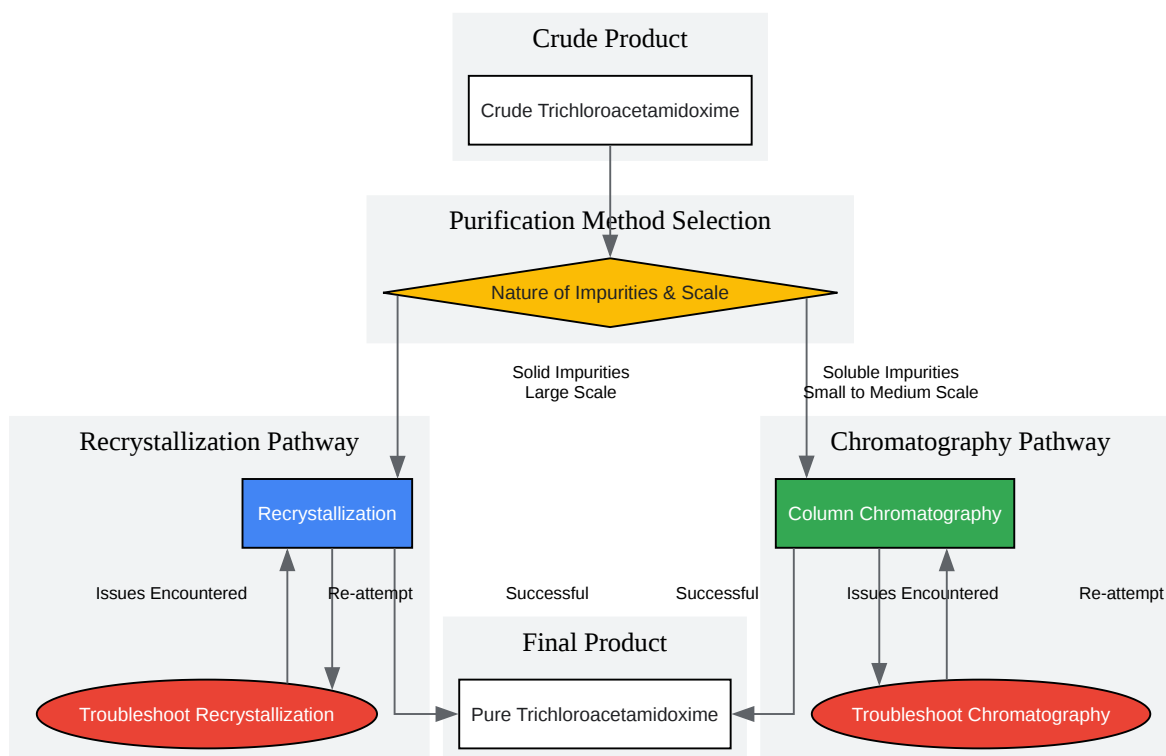 Crude Product
Crude Trichloroacetamidoxime
Purification Method Selection
Nature of Impurities & Scale
Solid Impurities
Large Scale
Soluble Impurities
Small to Medium Scale
Recrystallization Pathway
Chromatography Pathway
Recrystallization
Column Chromatography
Issues Encountered
Re-attempt
Successful
Successful
Issues Encountered
Re-attempt
Final Product
Troubleshoot Recrystallization
Pure Trichloroacetamidoxime
Troubleshoot Chromatography